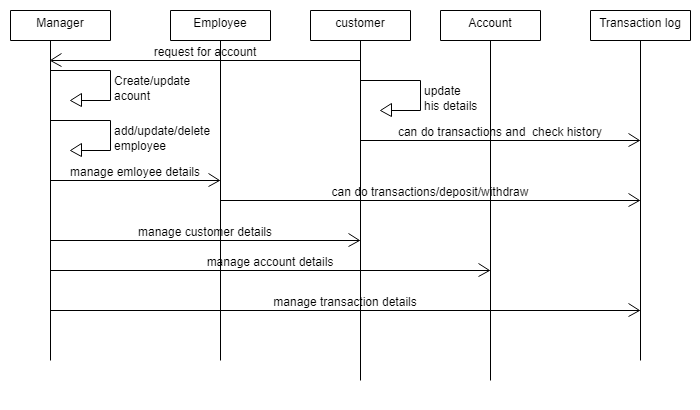 Manager
Employee
customer
Account
Transaction log
request for account
Create/update
acount
update
his details
add/update/delete
employee
can do transactions and  check history
manage emloyee details
can do transactions/deposit/withdraw
manage customer details
manage account details
manage transaction details